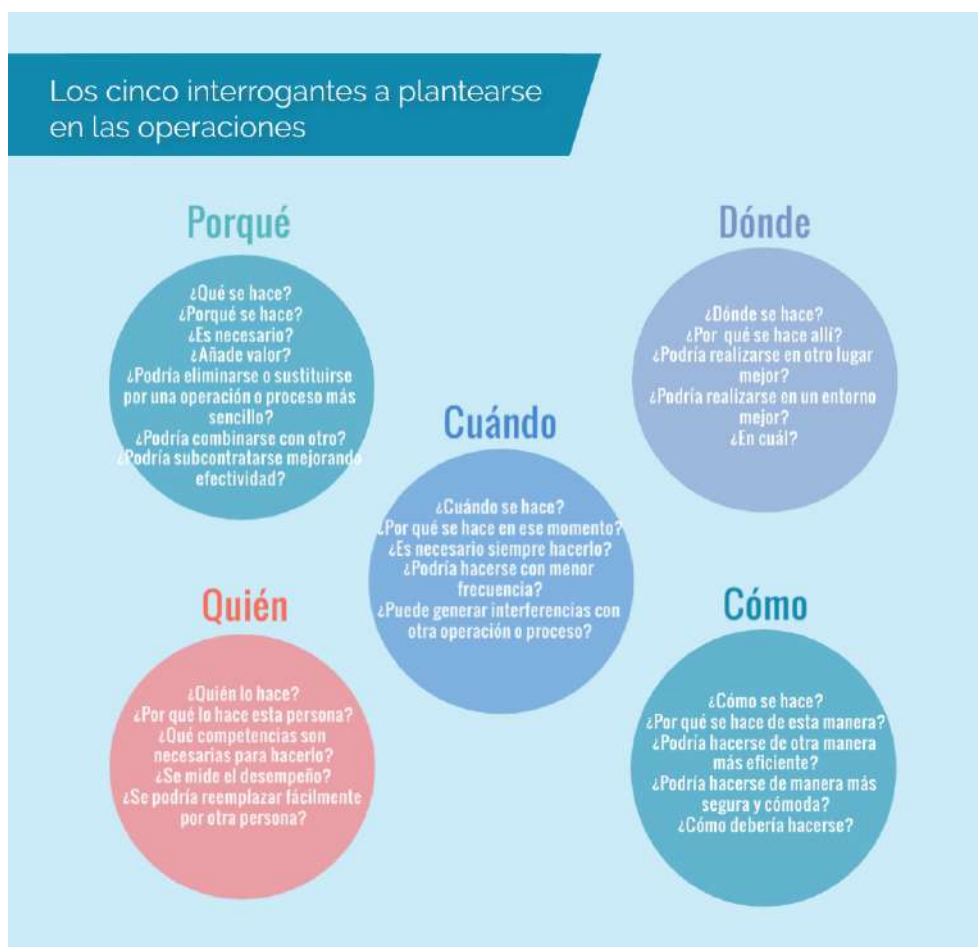 Los cinco interrogantes a plantearse
en las operaciones
Porqué
¿Qué se hace?
¿Porqué se hace?
¿Es necesario?
¿Añade valor?
¿Podría eliminarse o sustituirse
por una operación o proceso más
sencillo?
¿Podría combinarse con otro?
¿Podría subcontratarse mejorando
efectividad?
Dónde
¿Dónde se hace?
¿Por qué se hace allí?
¿Podría realizarse en otro lugar
mejor?
¿Podría realizarse en un entorno
mejor?
¿En cuál?
Cuándo
¿Cuándo se hace?
¿Por qué se hace en ese momento?
¿Es necesario siempre hacerlo?
¿Podría hacerse con menor
frecuencia?
¿Puede generar interferencias con
otra operación o proceso?
Quién
¿Quién lo hace?
¿Por qué lo hace esta persona?
¿Qué competencias son
necesarias para hacerlo?
¿Se mide el desempeño?
¿Se podría reemplazar fácilmente
por otra persona?
Cómo
¿Cómo se hace?
¿Por qué se hace de esta manera?
¿Podría hacerse de otra manera
más eficiente?
¿Podría hacerse de manera más
segura y cómoda?
¿Cómo debería hacerse?